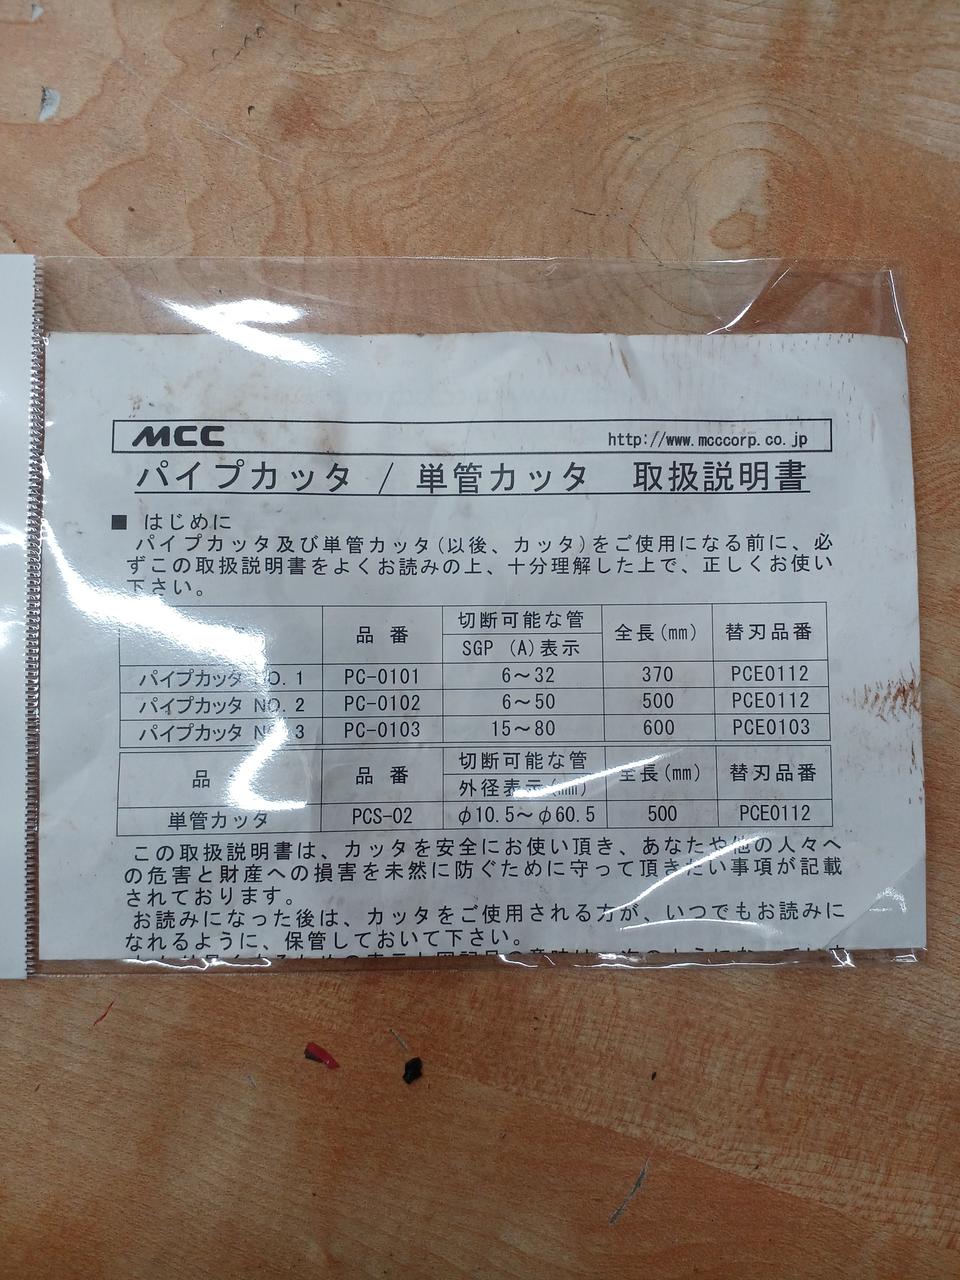 MCC http://www.mcccorp.co.jp
パイプカッタ / 単管カッタ 取扱説明書
■ はじめに
パイプカッタ及び単管カッタ(以後、カッタ)をご使用になる前に、必
ずこの取扱説明書をよくお読みの上、十分理解した上で、正しくお使い
下さい。
品番 切断可能な管 全長(mm) 替刃品番
SGP (A)表示
パイプカッタ NO. 1 PC-0101 6～32 370 PCE0112
パイプカッタ NO. 2 PC-0102 6～50 500 PCE0112
パイプカッタ 3 PC-0103 15～80 600 PCE0103
品 品番 切断可能な管 全長(mm) 替刃品番
外径表示(mm)
単管カッタ PCS-02 φ10.5～φ60.5 500 PCE0112
この取扱説明書は、カッタを安全にお使い頂き、あなたや他の人々へ
の危害と財産への損害を未然に防ぐために守って頂きたい事項が記載
されております。
お読みになった後は、カッタをご使用される方が、いつでもお読みに
なれるように、保管しておいて下さい。